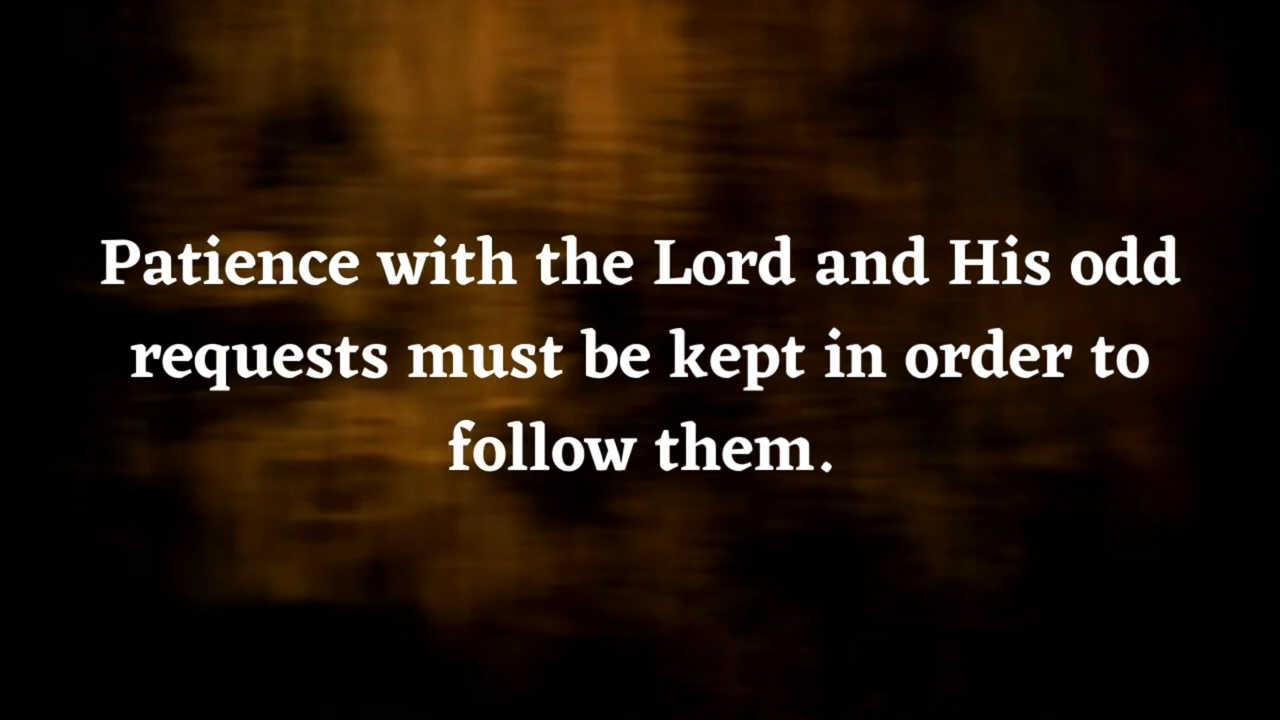 Patience with the Lord and His odd
requests must be kept in order to
follow them.